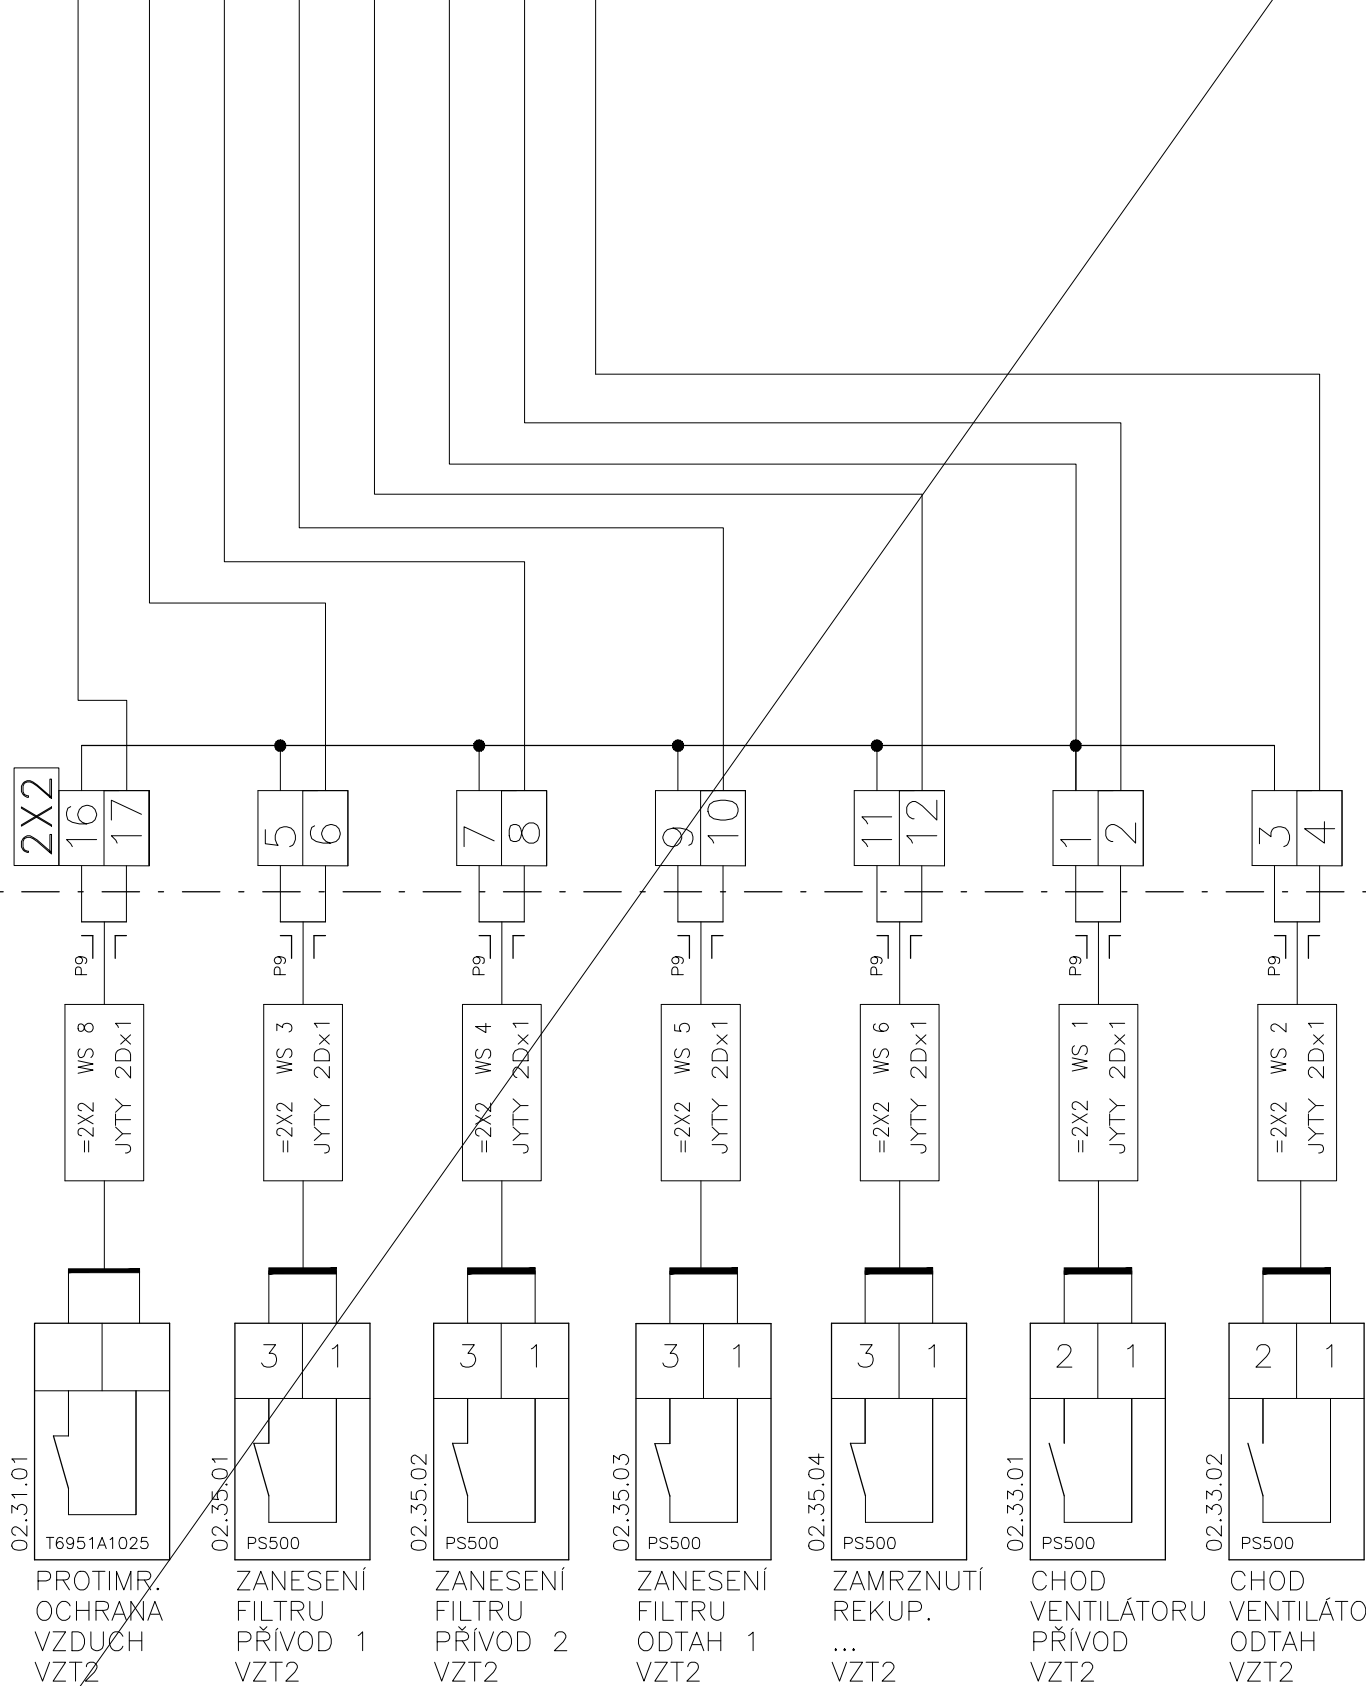 2X2
16 17
5 6
7 8
9 10
11 12
1 2
3 4
P9
P9
P9
P9
P9
P9
P9
=2X2 WS 8
JYTY 2Dx1
=2X2 WS 3
JYTY 2Dx1
=2X2 WS 4
JYTY 2Dx1
=2X2 WS 5
JYTY 2Dx1
=2X2 WS 6
JYTY 2Dx1
=2X2 WS 1
JYTY 2Dx1
=2X2 WS 2
JYTY 2Dx1
02.31.01
T6951A1025
PROTIMR.
OCHRANA
VZDUCH
VZT2
3 1
02.35.01
PS500
ZANESENÍ
FILTRU
PŘÍVOD 1
VZT2
3 1
02.35.02
PS500
ZANESENÍ
FILTRU
PŘÍVOD 2
VZT2
3 1
02.35.03
PS500
ZANESENÍ
FILTRU
ODTAH 1
VZT2
3 1
02.35.04
PS500
ZAMRZNUTÍ
REKUP.
...
VZT2
2 1
02.33.01
PS500
CHOD
VENTILÁTORU
PŘÍVOD
VZT2
2 1
02.33.02
PS500
CHOD
VENTILÁTO
ODTAH
VZT2